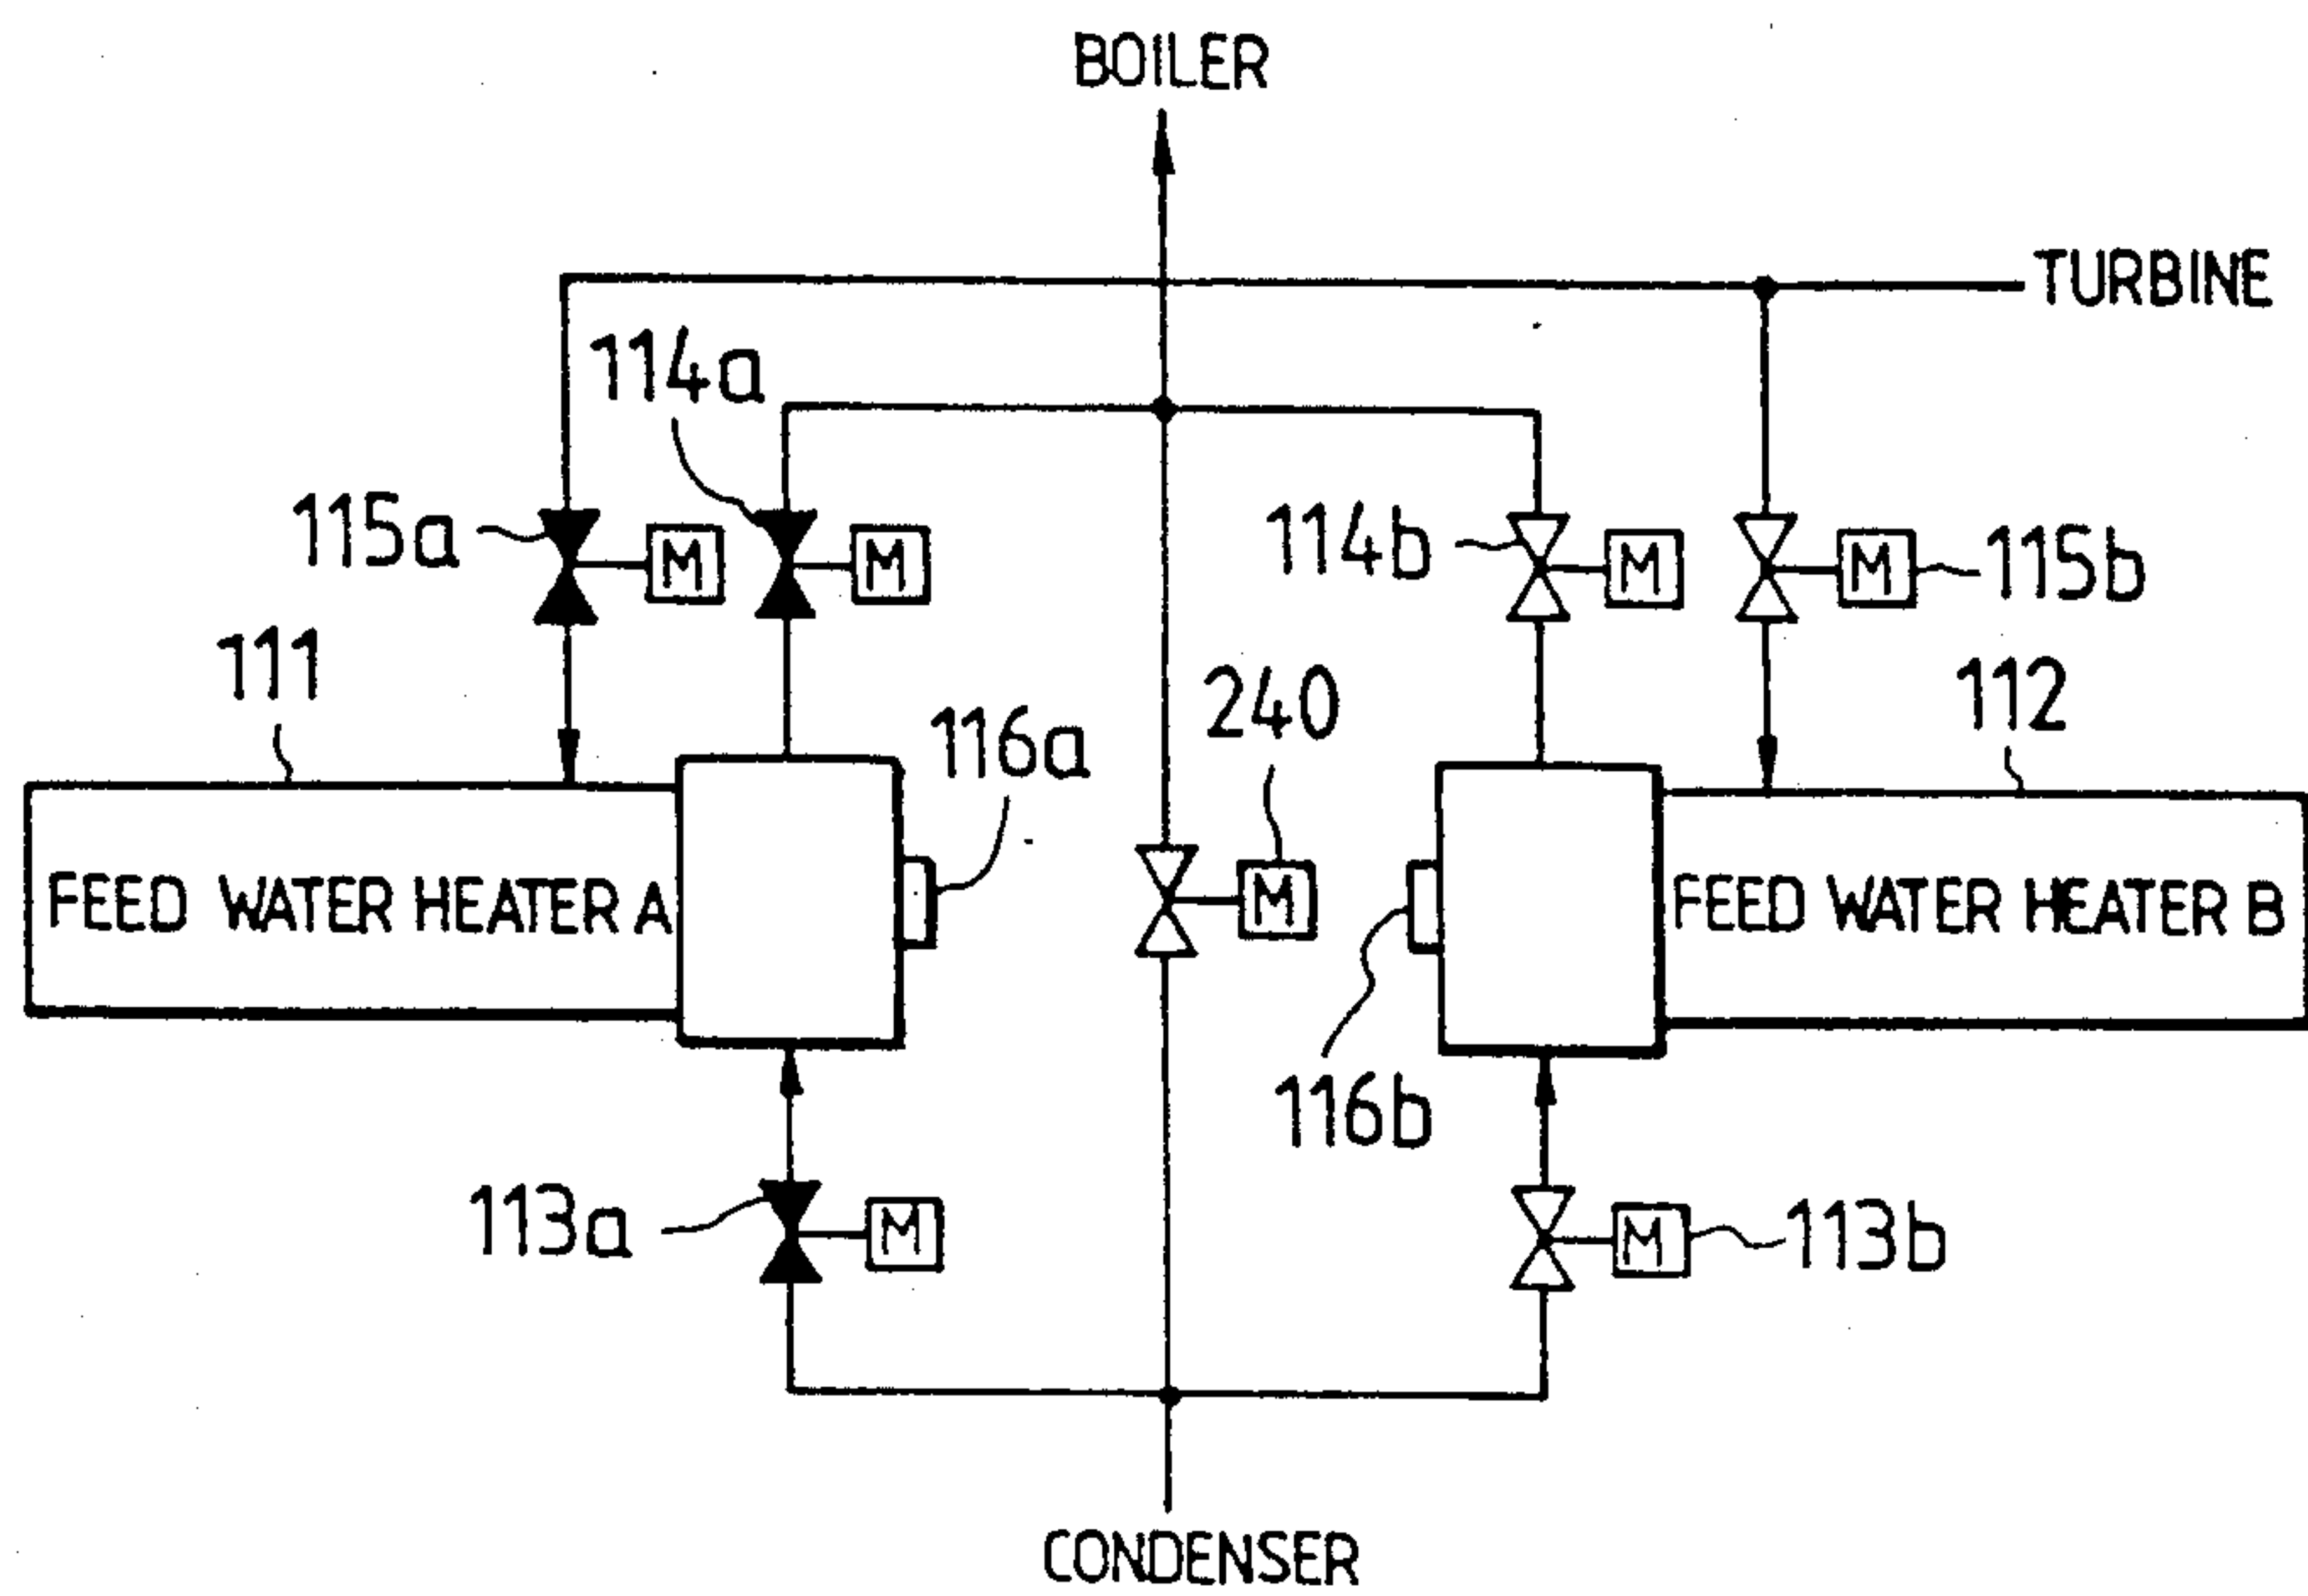 BOILER
TURBINE
114a
115a
M
M
114b
M
M
115b
111
116a
240
112
FEED WATER HEATER A
M
FEED WATER HEATER B
116b
113a
M
M
113b
CONDENSER